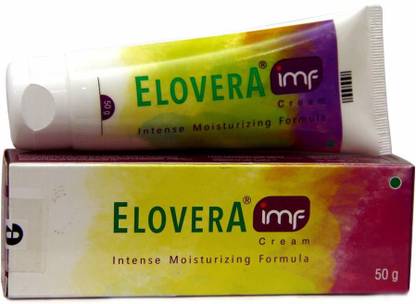 ELOVERA® imf
Cream
Intense Moisturizing Formula
50 g
ELOVERA® imf
Cream
Intense Moisturizing Formula
50 g